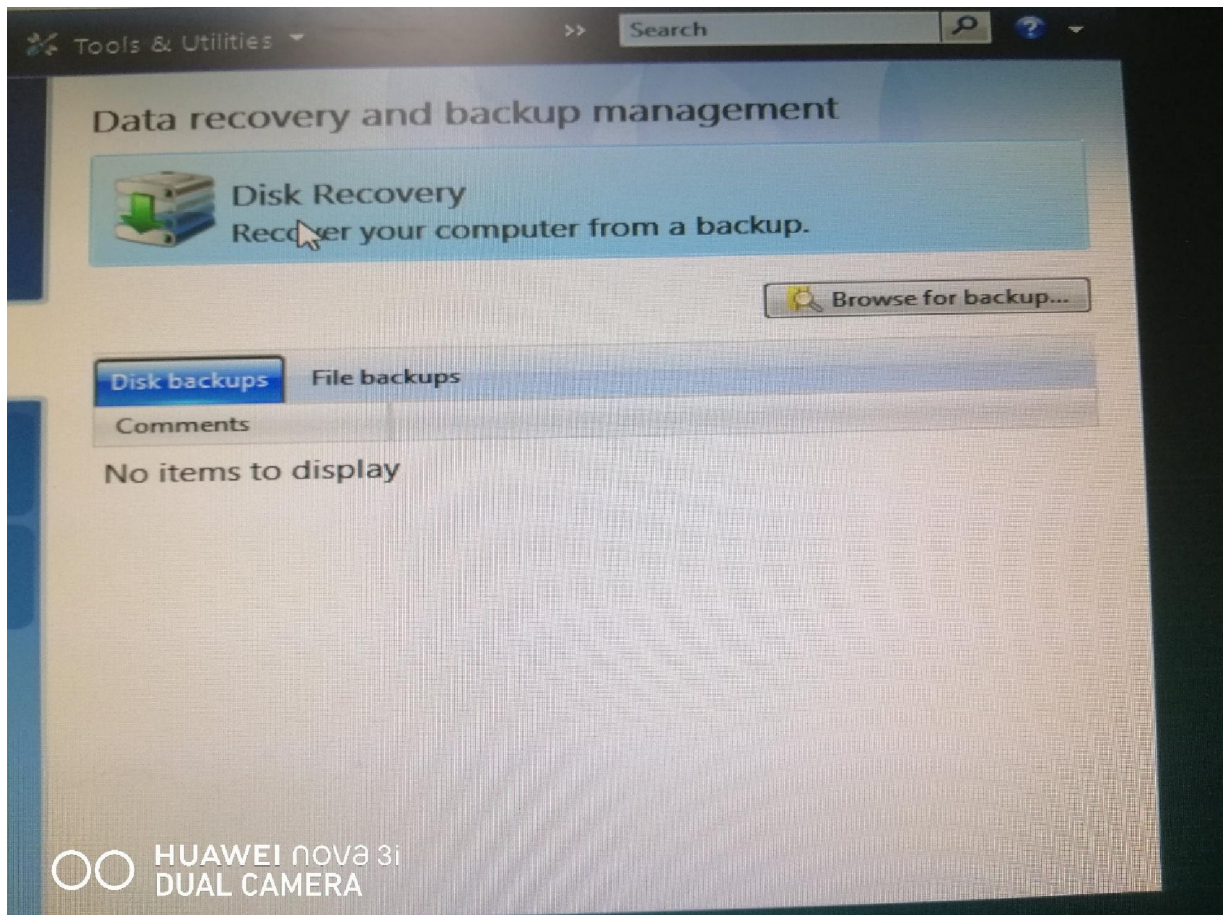 Tools & Utilities
>>
Search
?
Data recovery and backup management
Disk Recovery
Recover your computer from a backup.
Browse for backup...
Disk backups
File backups
Comments
No items to display
HUAWEI nova 3i
DUAL CAMERA